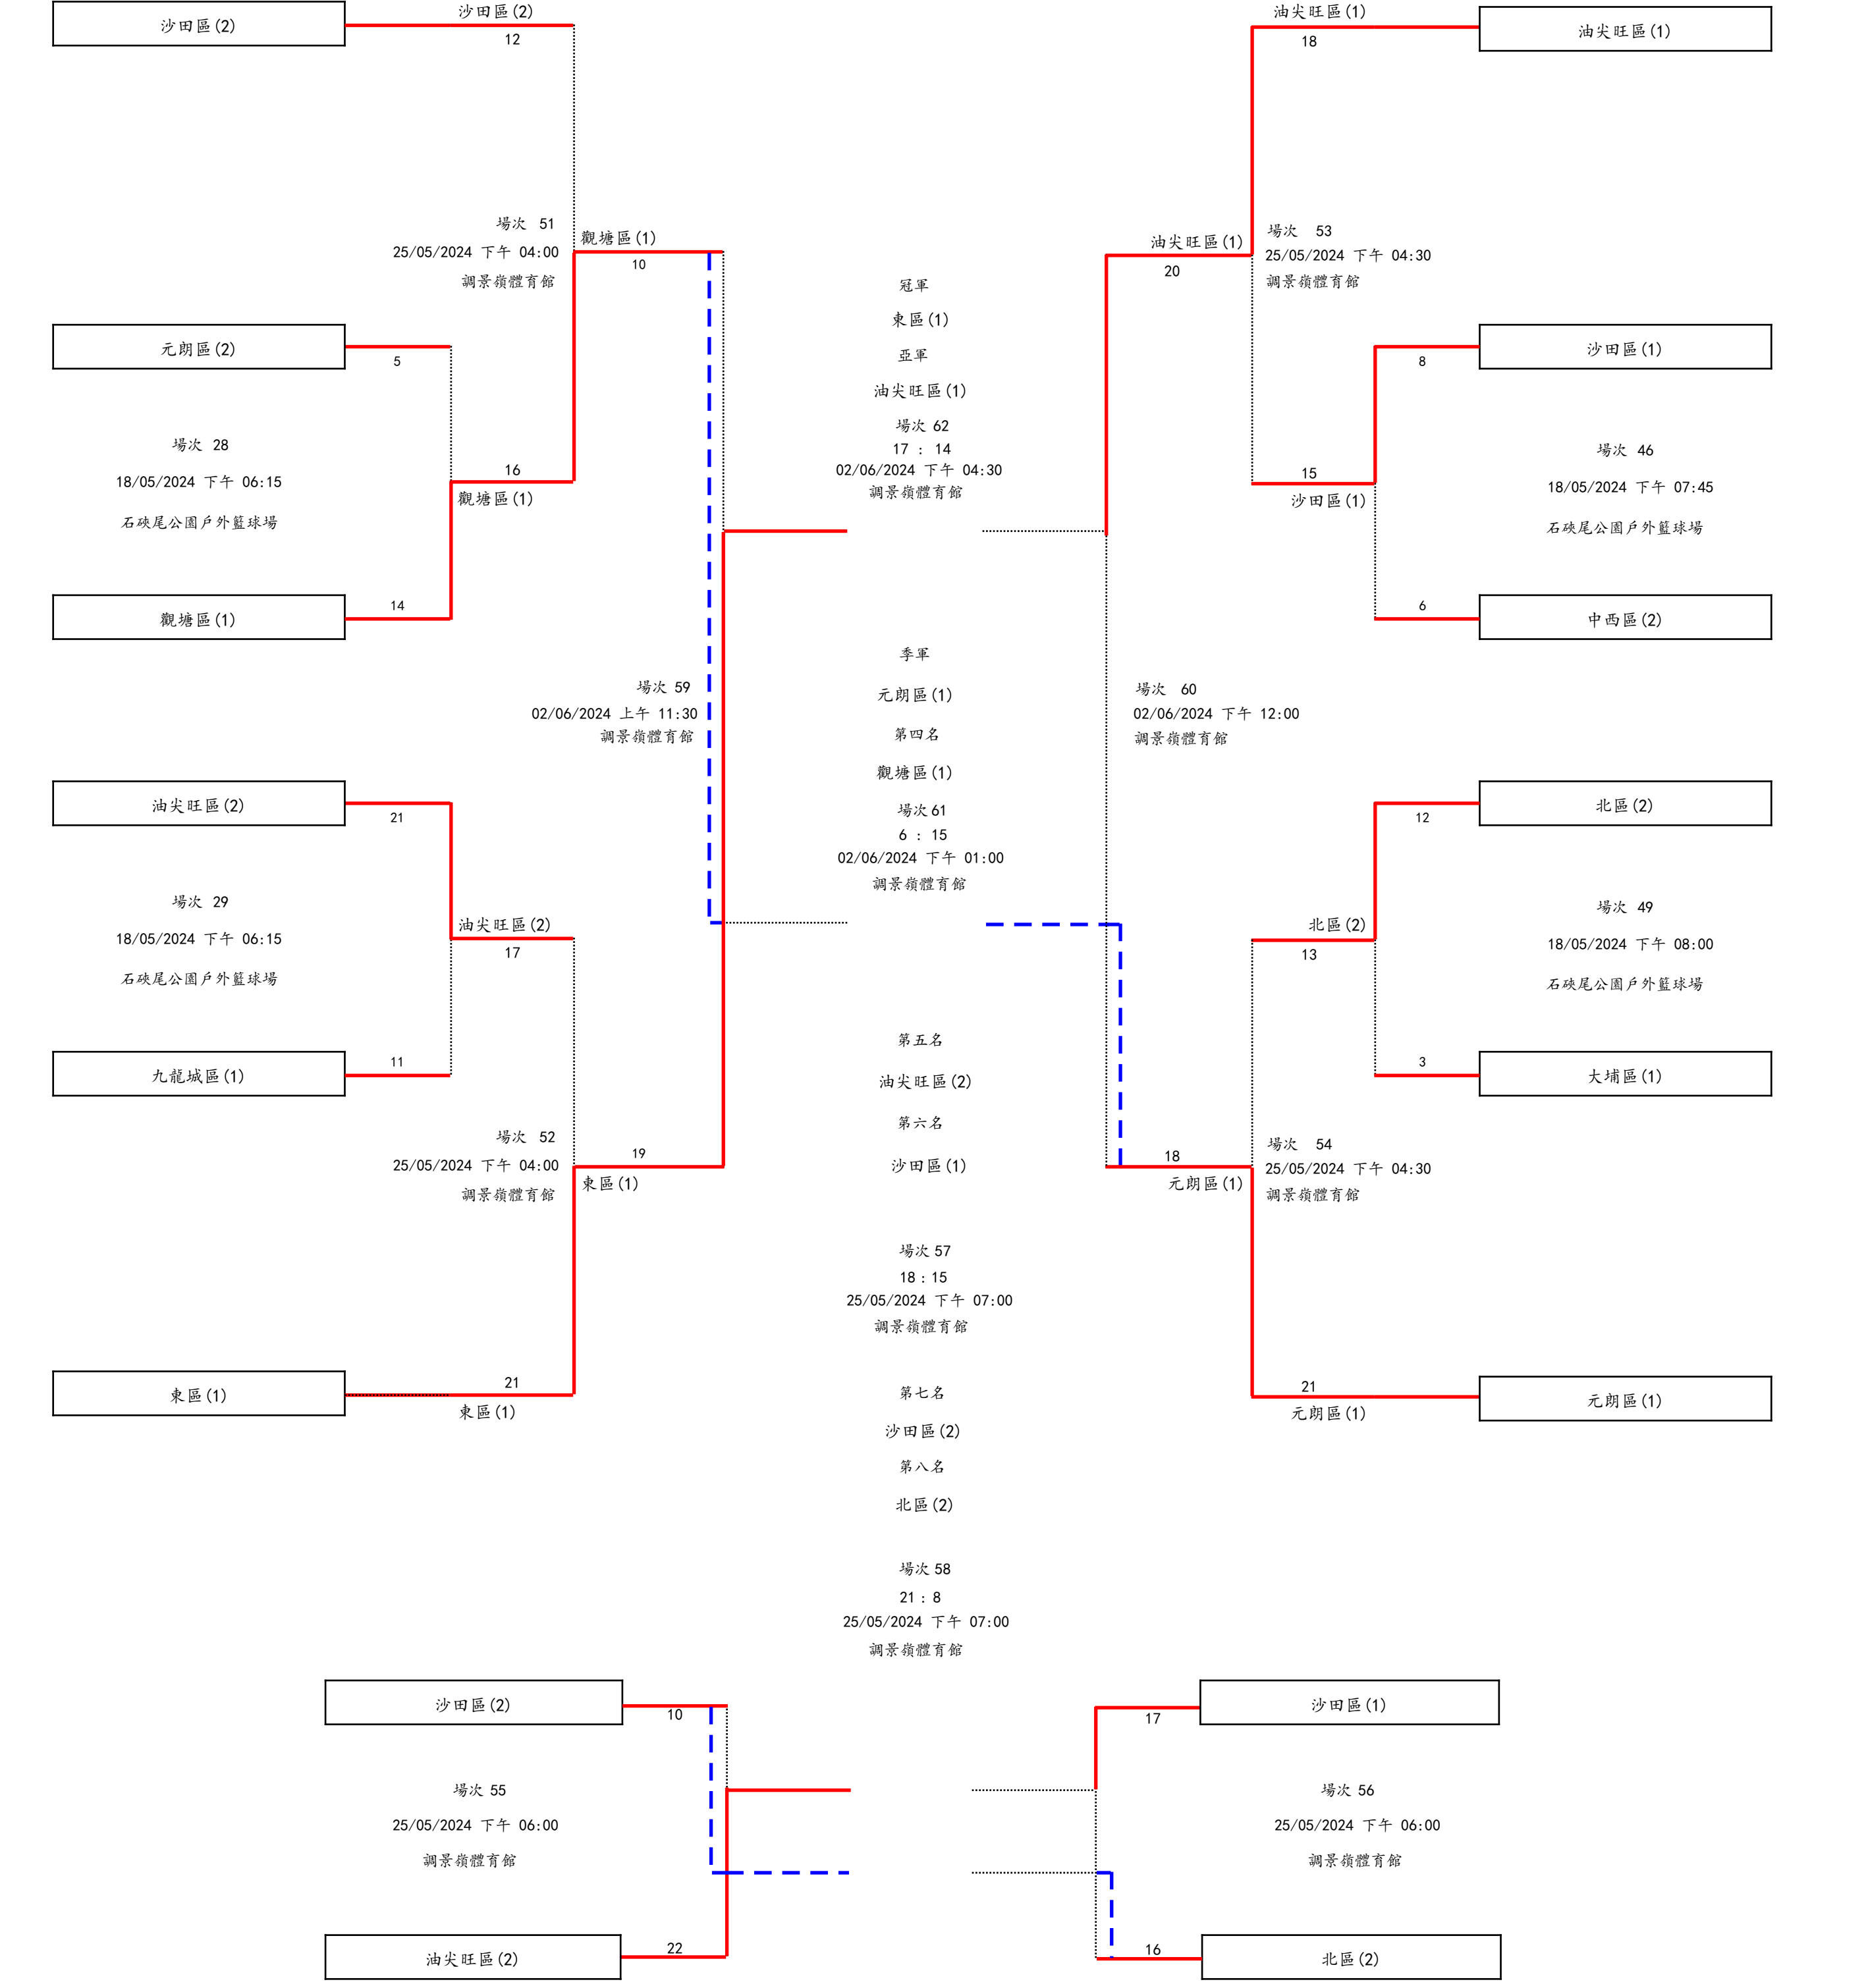 沙田區(2)
沙田區(2)
12
油尖旺區(1)
18
油尖旺區(1)
場次 51
25/05/2024 下午 04:00
調景嶺體育館
觀塘區(1)
10
油尖旺區(1)
20
場次 53
25/05/2024 下午 04:30
調景嶺體育館
元朗區(2)
5
場次 28
18/05/2024 下午 06:15
石硤尾公園戶外籃球場
16
觀塘區(1)
觀塘區(1)
14
冠軍
東區(1)
亞軍
油尖旺區(1)
場次 62
17 : 14
02/06/2024 下午 04:30
調景嶺體育館
8
沙田區(1)
15
沙田區(1)
場次 46
18/05/2024 下午 07:45
石硤尾公園戶外籃球場
6
中西區(2)
場次 59
02/06/2024 上午 11:30
調景嶺體育館
季軍
元朗區(1)
第四名
觀塘區(1)
場次 61
6 : 15
02/06/2024 下午 01:00
調景嶺體育館
場次 60
02/06/2024 下午 12:00
調景嶺體育館
油尖旺區(2)
21
場次 29
18/05/2024 下午 06:15
石硤尾公園戶外籃球場
油尖旺區(2)
17
九龍城區(1)
11
北區(2)
12
北區(2)
13
場次 49
18/05/2024 下午 08:00
石硤尾公園戶外籃球場
3
大埔區(1)
場次 52
25/05/2024 下午 04:00
調景嶺體育館
19
東區(1)
第五名
油尖旺區(2)
第六名
沙田區(1)
場次 57
18 : 15
25/05/2024 下午 07:00
調景嶺體育館
18
元朗區(1)
場次 54
25/05/2024 下午 04:30
調景嶺體育館
東區(1)
21
東區(1)
21
元朗區(1)
元朗區(1)
第七名
沙田區(2)
第八名
北區(2)
場次 58
21 : 8
25/05/2024 下午 07:00
調景嶺體育館
沙田區(2)
10
17
沙田區(1)
場次 55
25/05/2024 下午 06:00
調景嶺體育館
場次 56
25/05/2024 下午 06:00
調景嶺體育館
油尖旺區(2)
22
16
北區(2)